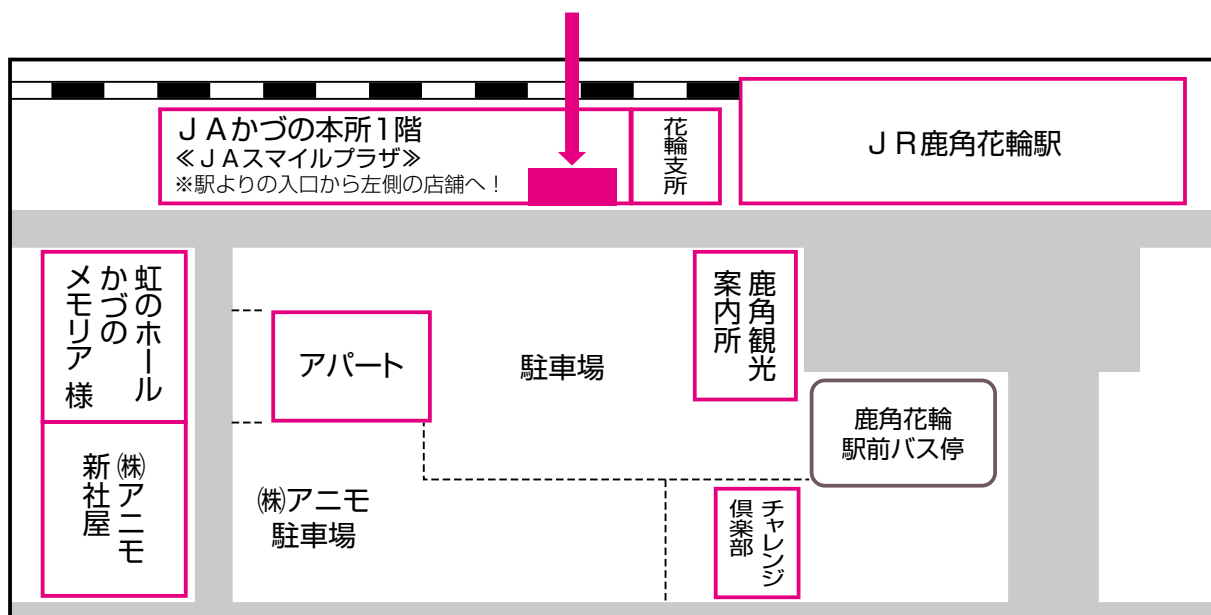 ＪＡかづの本所1階
≪ＪＡスマイルプラザ≫
※駅よりの入口から左側の店舗へ！
花輪支所
ＪＲ鹿角花輪駅
虹のホール
かづの
メモリア 様
アパート
駐車場
鹿角観光
案内所
鹿角花輪
駅前バス停
㈱アニモ
新社屋
㈱アニモ
駐車場
チャレンジ
倶楽部